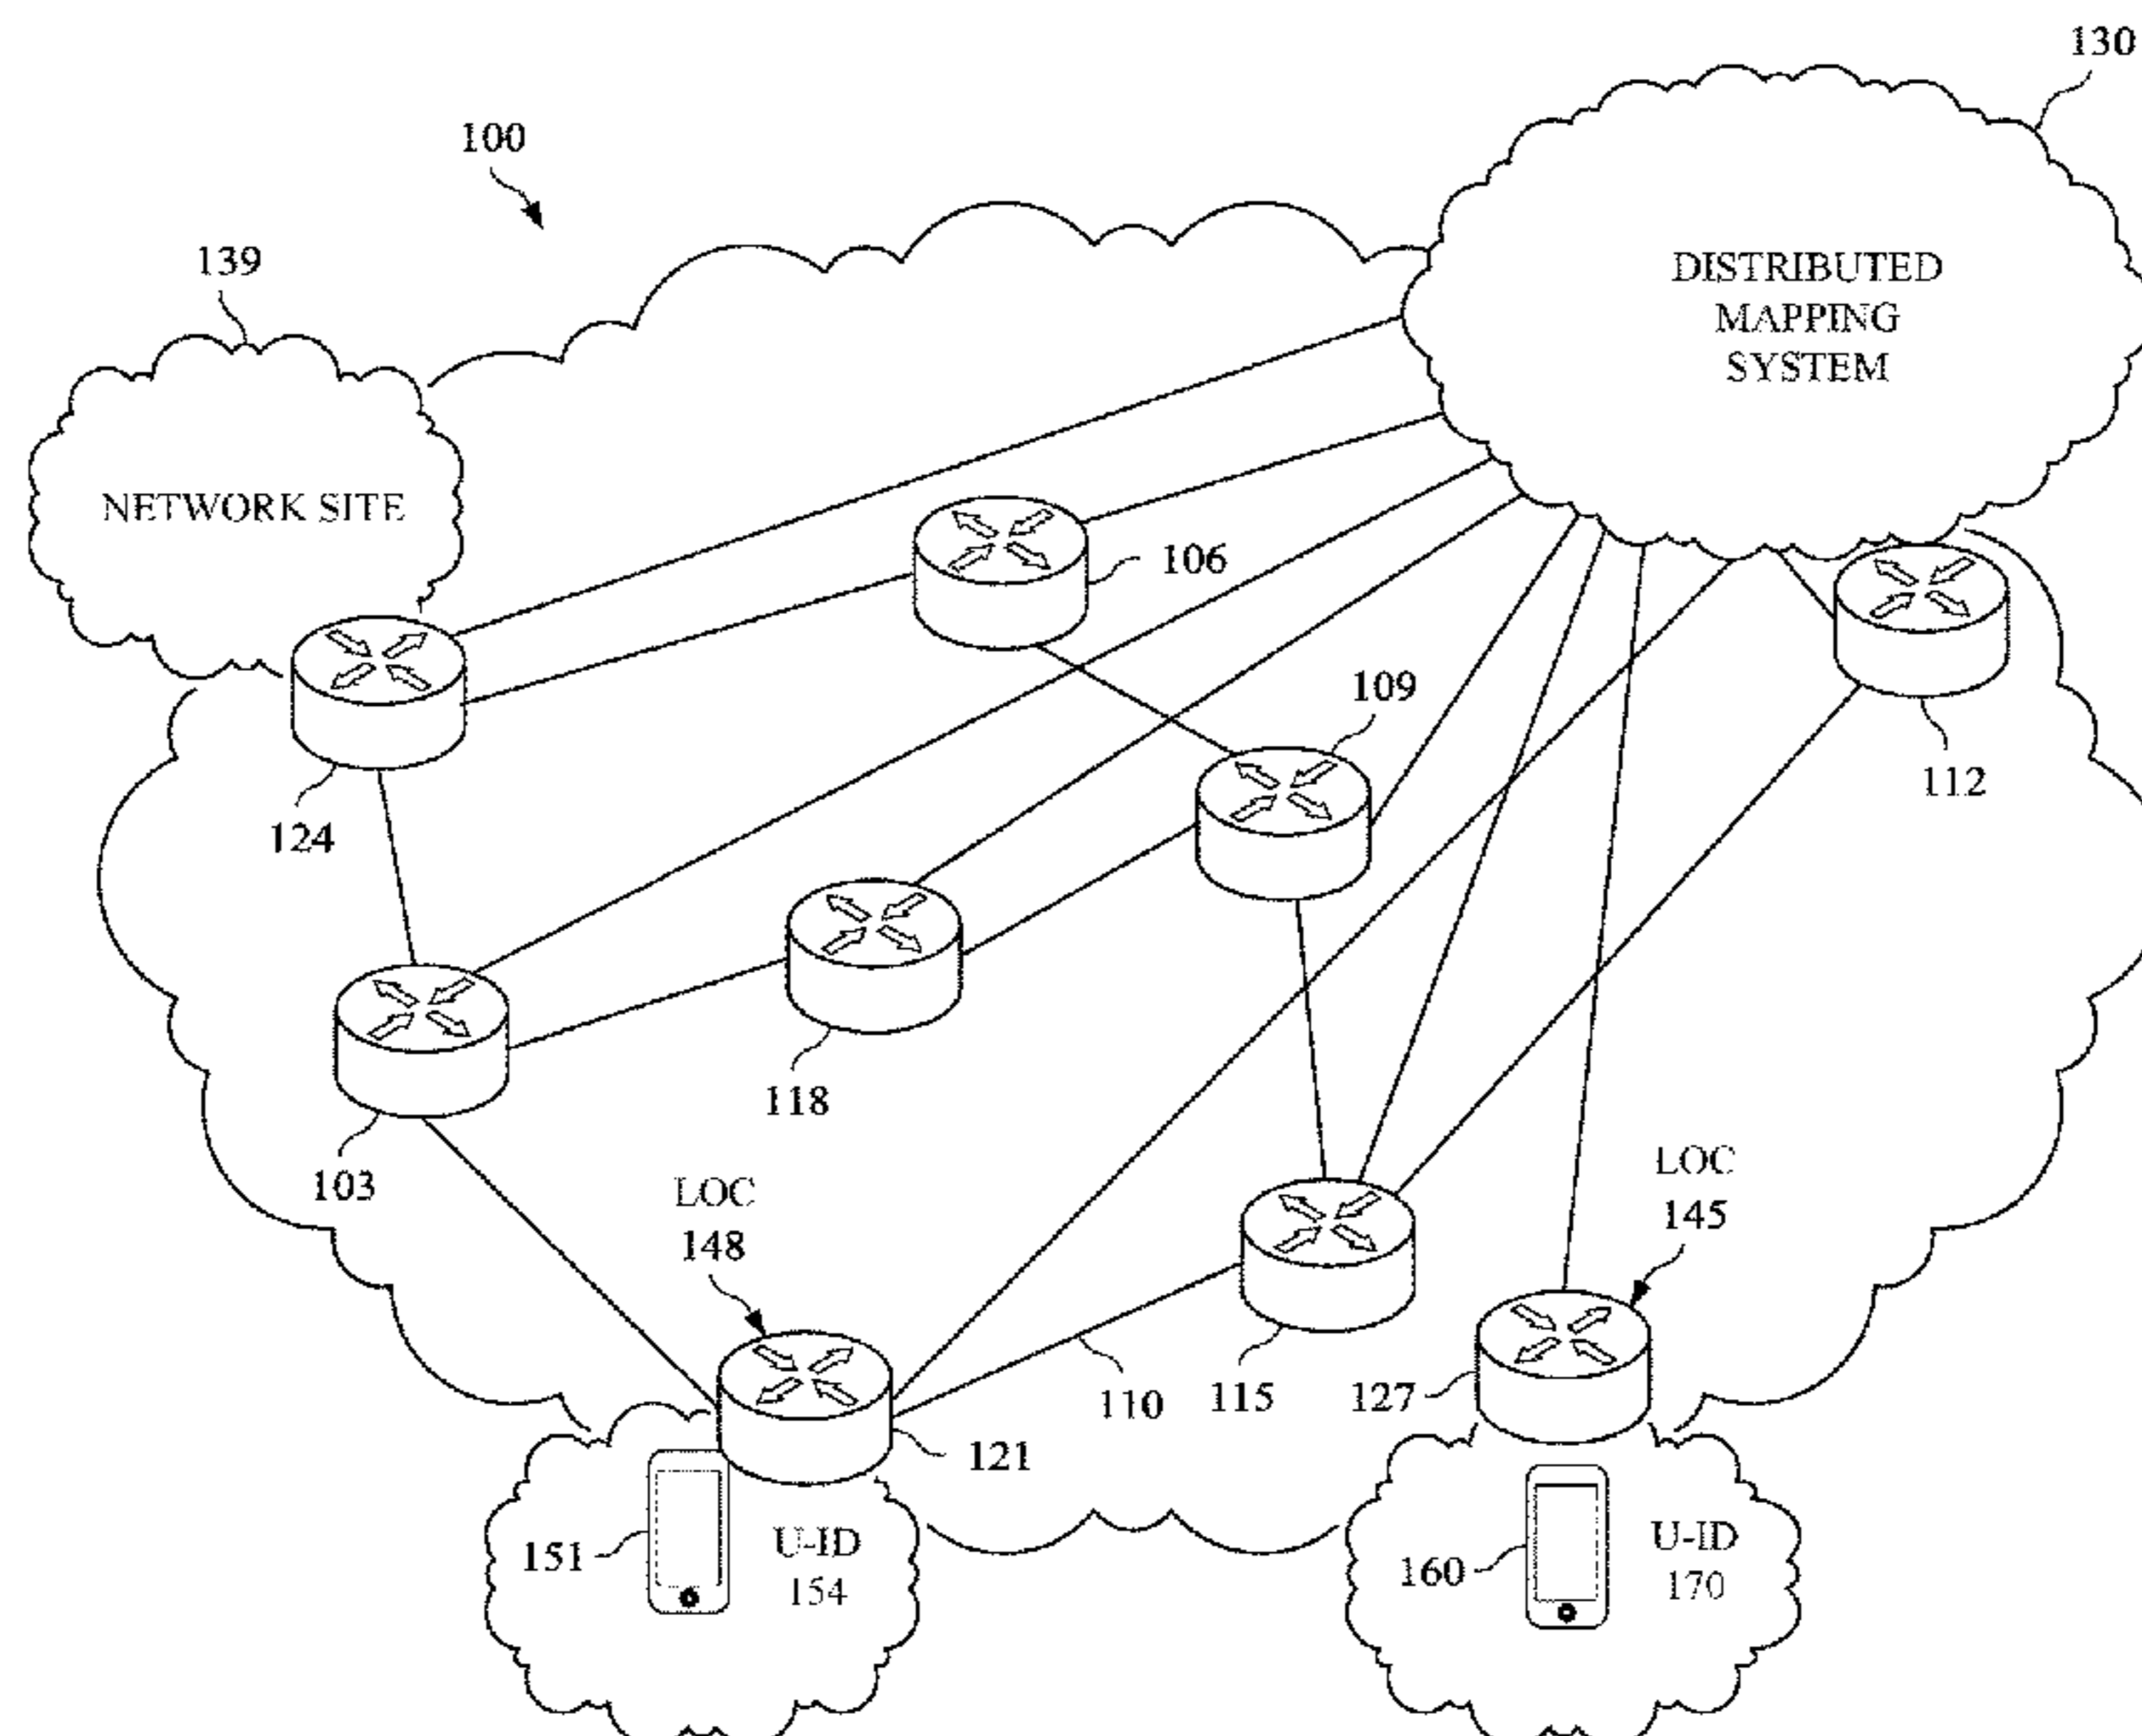 130
100
139
DISTRIBUTED
MAPPING
SYSTEM
NETWORK SITE
106
109
112
124
118
103
LOC
148
LOC
145
110
115
127
121
151
U-ID
154
160
U-ID
170